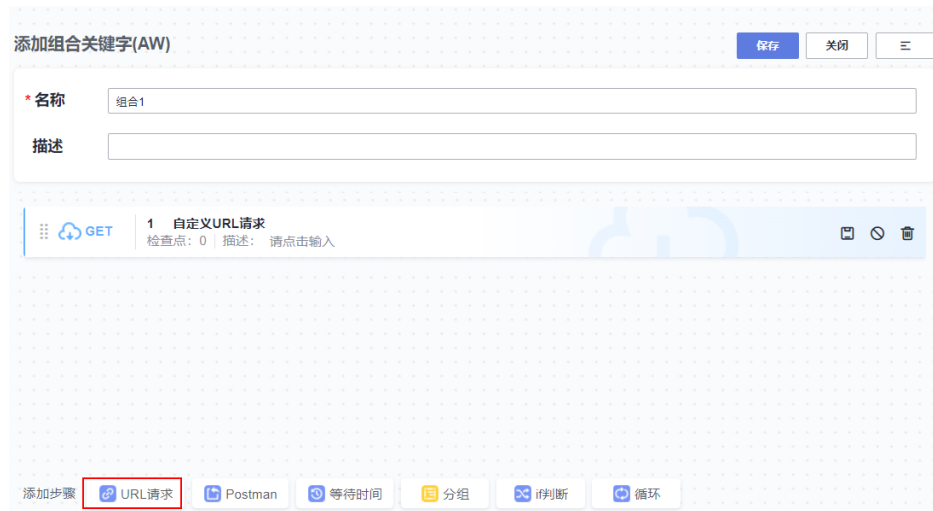 添加组合关键字(AW)
保存 关闭
*名称 组合1
描述
GET 1 自定义URL请求
检查点：0 描述： 请点击输入
添加步骤 URL请求 Postman 等待时间 分组 if判断 循环